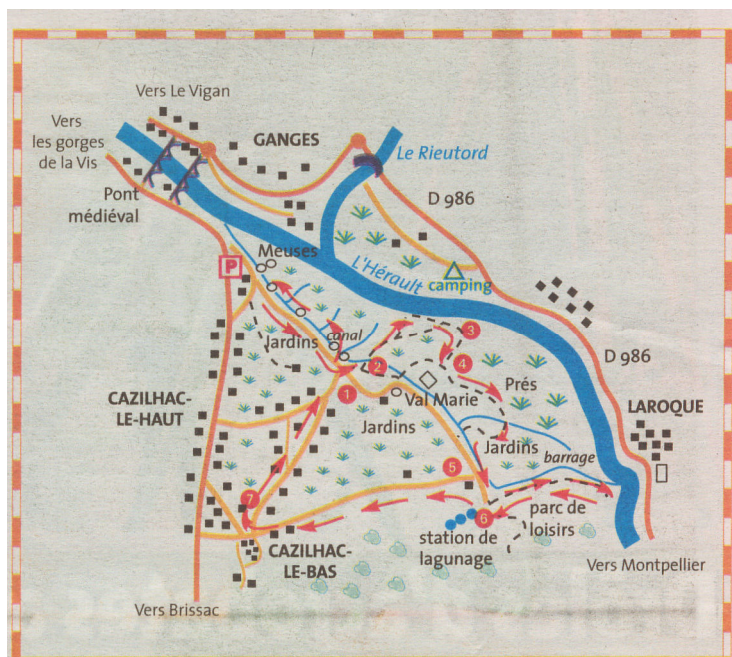 Vers Le Vigan
Vers
les gorges
de la Vis
GANGES
Le Rieutord
Pont
médiéval
D 986
P
Meuses
L'Hérault
camping
canal
Jardins
3
2
4
D 986
Prés
CAZILHAC-
LE-HAUT
1
Val Marie
LAROQUE
Jardins
Jardins
barrage
5
7
6
parc de
loisirs
station de
lagunage
CAZILHAC-
LE-BAS
Vers Montpellier
Vers Brissac